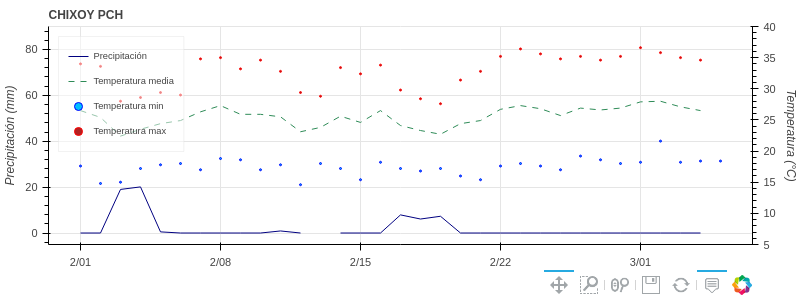 CHIXOY PCH
Precipitación
Temperatura media
Temperatura min
Temperatura max
Precipitación (mm)
80
60
40
20
0
Temperatura (°C)
40
35
30
25
20
15
10
5
2/01
2/08
2/15
2/22
3/01